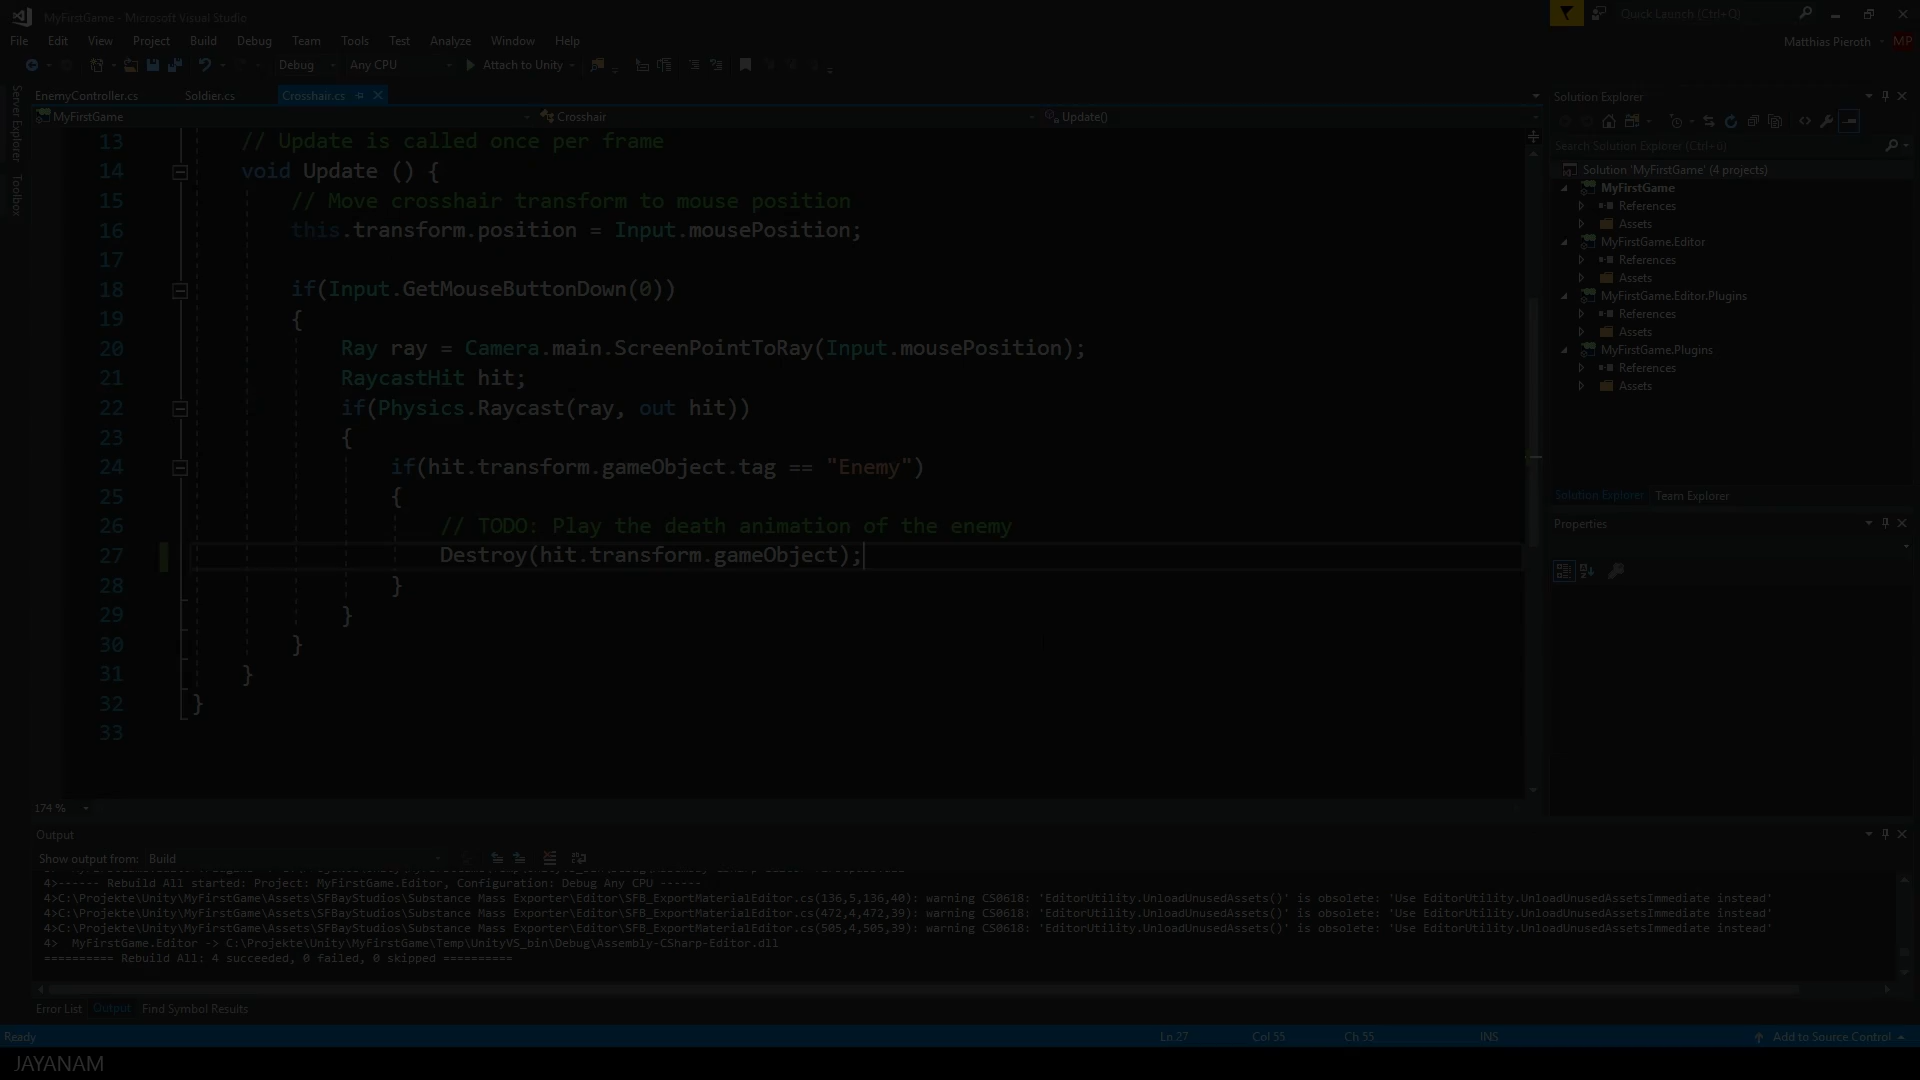 MyFirstGame - Microsoft Visual Studio
Quick Launch (Ctrl+Q)
File Edit View Project Build Debug Team Tools Test Analyze Window Help
Matthias Pieroth MP
Debug Any CPU Attach to Unity
Server Explorer
Toolbox
EnemyController.cs Soldier.cs Crosshair.cs
MyFirstGame Crosshair Update()
13 // Update is called once per frame
14 void Update () {
15 // Move crosshair transform to mouse position
16 this.transform.position = Input.mousePosition;
17
18 if(Input.GetMouseButtonDown(0))
19 {
20 Ray ray = Camera.main.ScreenPointToRay(Input.mousePosition);
21 RaycastHit hit;
22 if(Physics.Raycast(ray, out hit))
23 {
24 if(hit.transform.gameObject.tag == "Enemy")
25 {
26 // TODO: Play the death animation of the enemy
27 Destroy(hit.transform.gameObject);
28 }
29 }
30 }
31 }
32 }
33
174 %
Solution Explorer
Search Solution Explorer (Ctrl+ü)
Solution 'MyFirstGame' (4 projects)
MyFirstGame
References
Assets
MyFirstGame.Editor
References
Assets
MyFirstGame.Editor.Plugins
References
Assets
MyFirstGame.Plugins
References
Assets
Solution Explorer Team Explorer
Properties
Output
Show output from: Build
4>------ Rebuild All started: Project: MyFirstGame.Editor, Configuration: Debug Any CPU ------
4>C:\Projekte\Unity\MyFirstGame\Assets\SFBayStudios\Substance Mass Exporter\Editor\SFB_ExportMaterialEditor.cs(136,5,136,40): warning CS0618: 'EditorUtility.UnloadUnusedAssets()' is obsolete: 'Use EditorUtility.UnloadUnusedAssetsImmediate instead'
4>C:\Projekte\Unity\MyFirstGame\Assets\SFBayStudios\Substance Mass Exporter\Editor\SFB_ExportMaterialEditor.cs(472,4,472,39): warning CS0618: 'EditorUtility.UnloadUnusedAssets()' is obsolete: 'Use EditorUtility.UnloadUnusedAssetsImmediate instead'
4>C:\Projekte\Unity\MyFirstGame\Assets\SFBayStudios\Substance Mass Exporter\Editor\SFB_ExportMaterialEditor.cs(505,4,505,39): warning CS0618: 'EditorUtility.UnloadUnusedAssets()' is obsolete: 'Use EditorUtility.UnloadUnusedAssetsImmediate instead'
4> MyFirstGame.Editor -> C:\Projekte\Unity\MyFirstGame\Temp\UnityVS_bin\Debug\Assembly-CSharp-Editor.dll
========== Rebuild All: 4 succeeded, 0 failed, 0 skipped ==========
Error List Output Find Symbol Results
Ready Ln 27 Col 55 Ch 55 INS Add to Source Control
JAYANAM